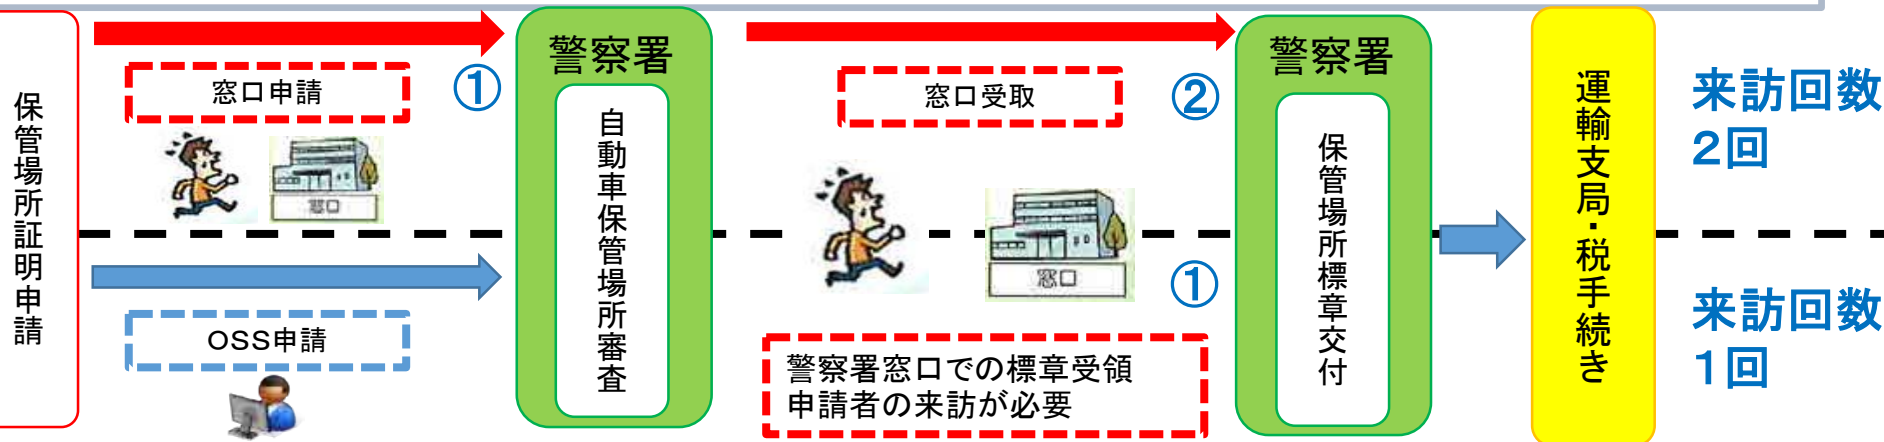 保管場所証明申請
窓口申請
①
窓口
OSS申請
警察署
自動車保管場所審査
窓口受取
②
窓口
①
警察署窓口での標章受領
申請者の来訪が必要
警察署
保管場所標章交付
運輸支局・税手続き
来訪回数
2回
来訪回数
1回